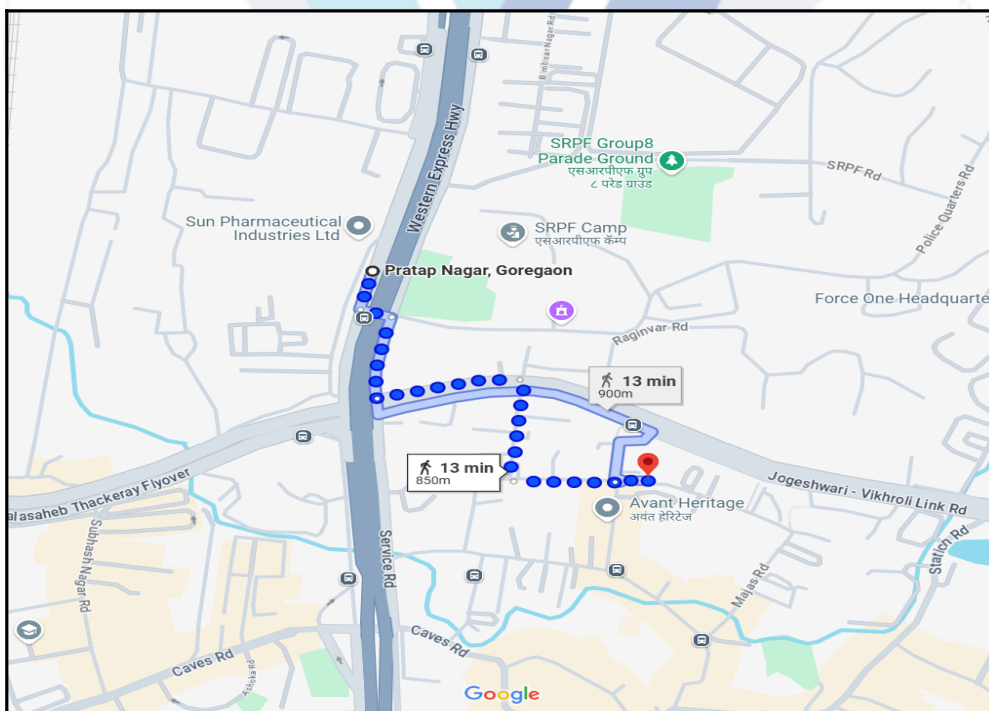 Bimbsar Nagar Rd
Western Express Hwy
SRPF Group8
Parade Ground
एसआरपीएफ ग्रुप
८ परेड ग्राउंड
SRPF Rd
Police Quarters Rd
Sun Pharmaceutical
Industries Ltd
SRPF Camp
एसआरपीएफ कॅम्प
Pratap Nagar, Goregaon
Force One Headquarte
Raginvar Rd
13 min
900m
13 min
850m
Jogeshwari - Vikhroli Link Rd
alasaheb Thackeray Flyover
Avant Heritage
अवंत हेरिटेज
Subhash Nagar Rd
Service Rd
Station Rd
Majas Rd
Caves Rd
Caves Rd
Google